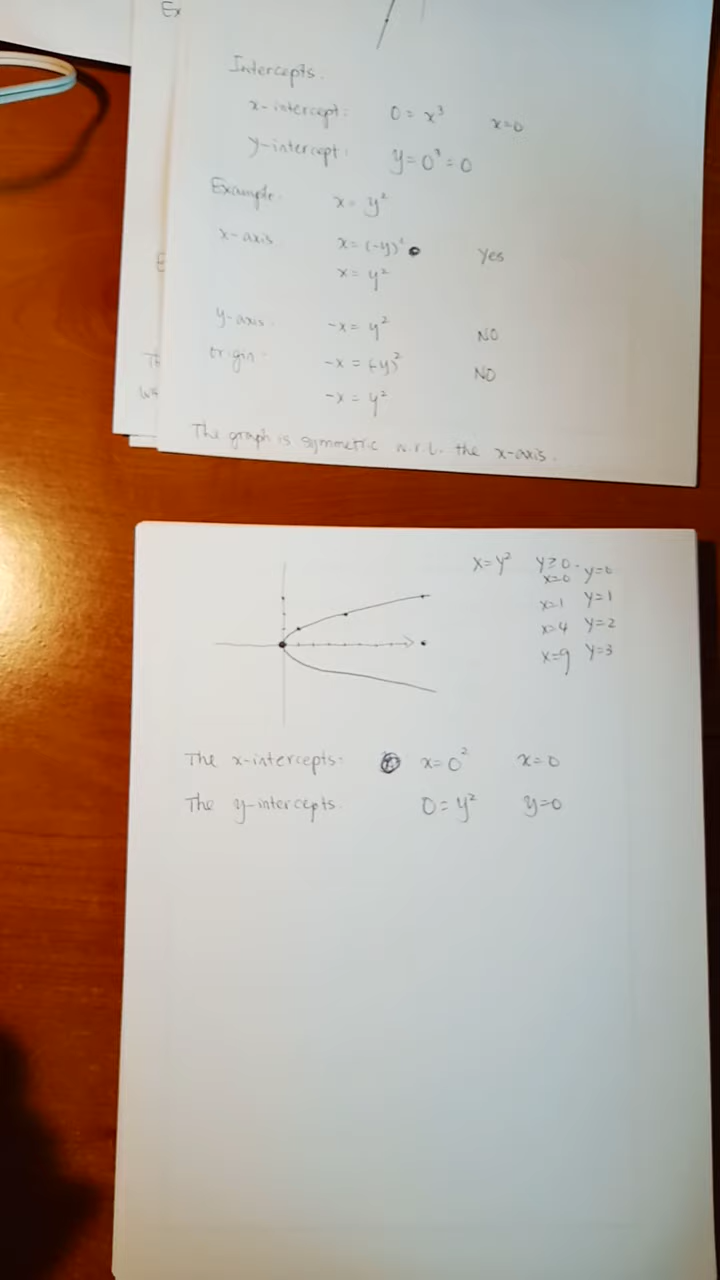 Ex
Intercepts.
x-intercept: 0 = x³ x=0
y-intercept: y = 0³ = 0
Example. x = y²
x-axis. x = (-y)² Yes
x = y²
y-axis. -x = y² NO
origin. -x = (-y)² NO
-x = y²
The graph is symmetric w.r.t. the x-axis.
x=y² y≥0. y=0
x=0
x=1 y=1
x=4 y=2
x=9 y=3
The x-intercepts: x=0² x=0
The y-intercepts. 0=y² y=0